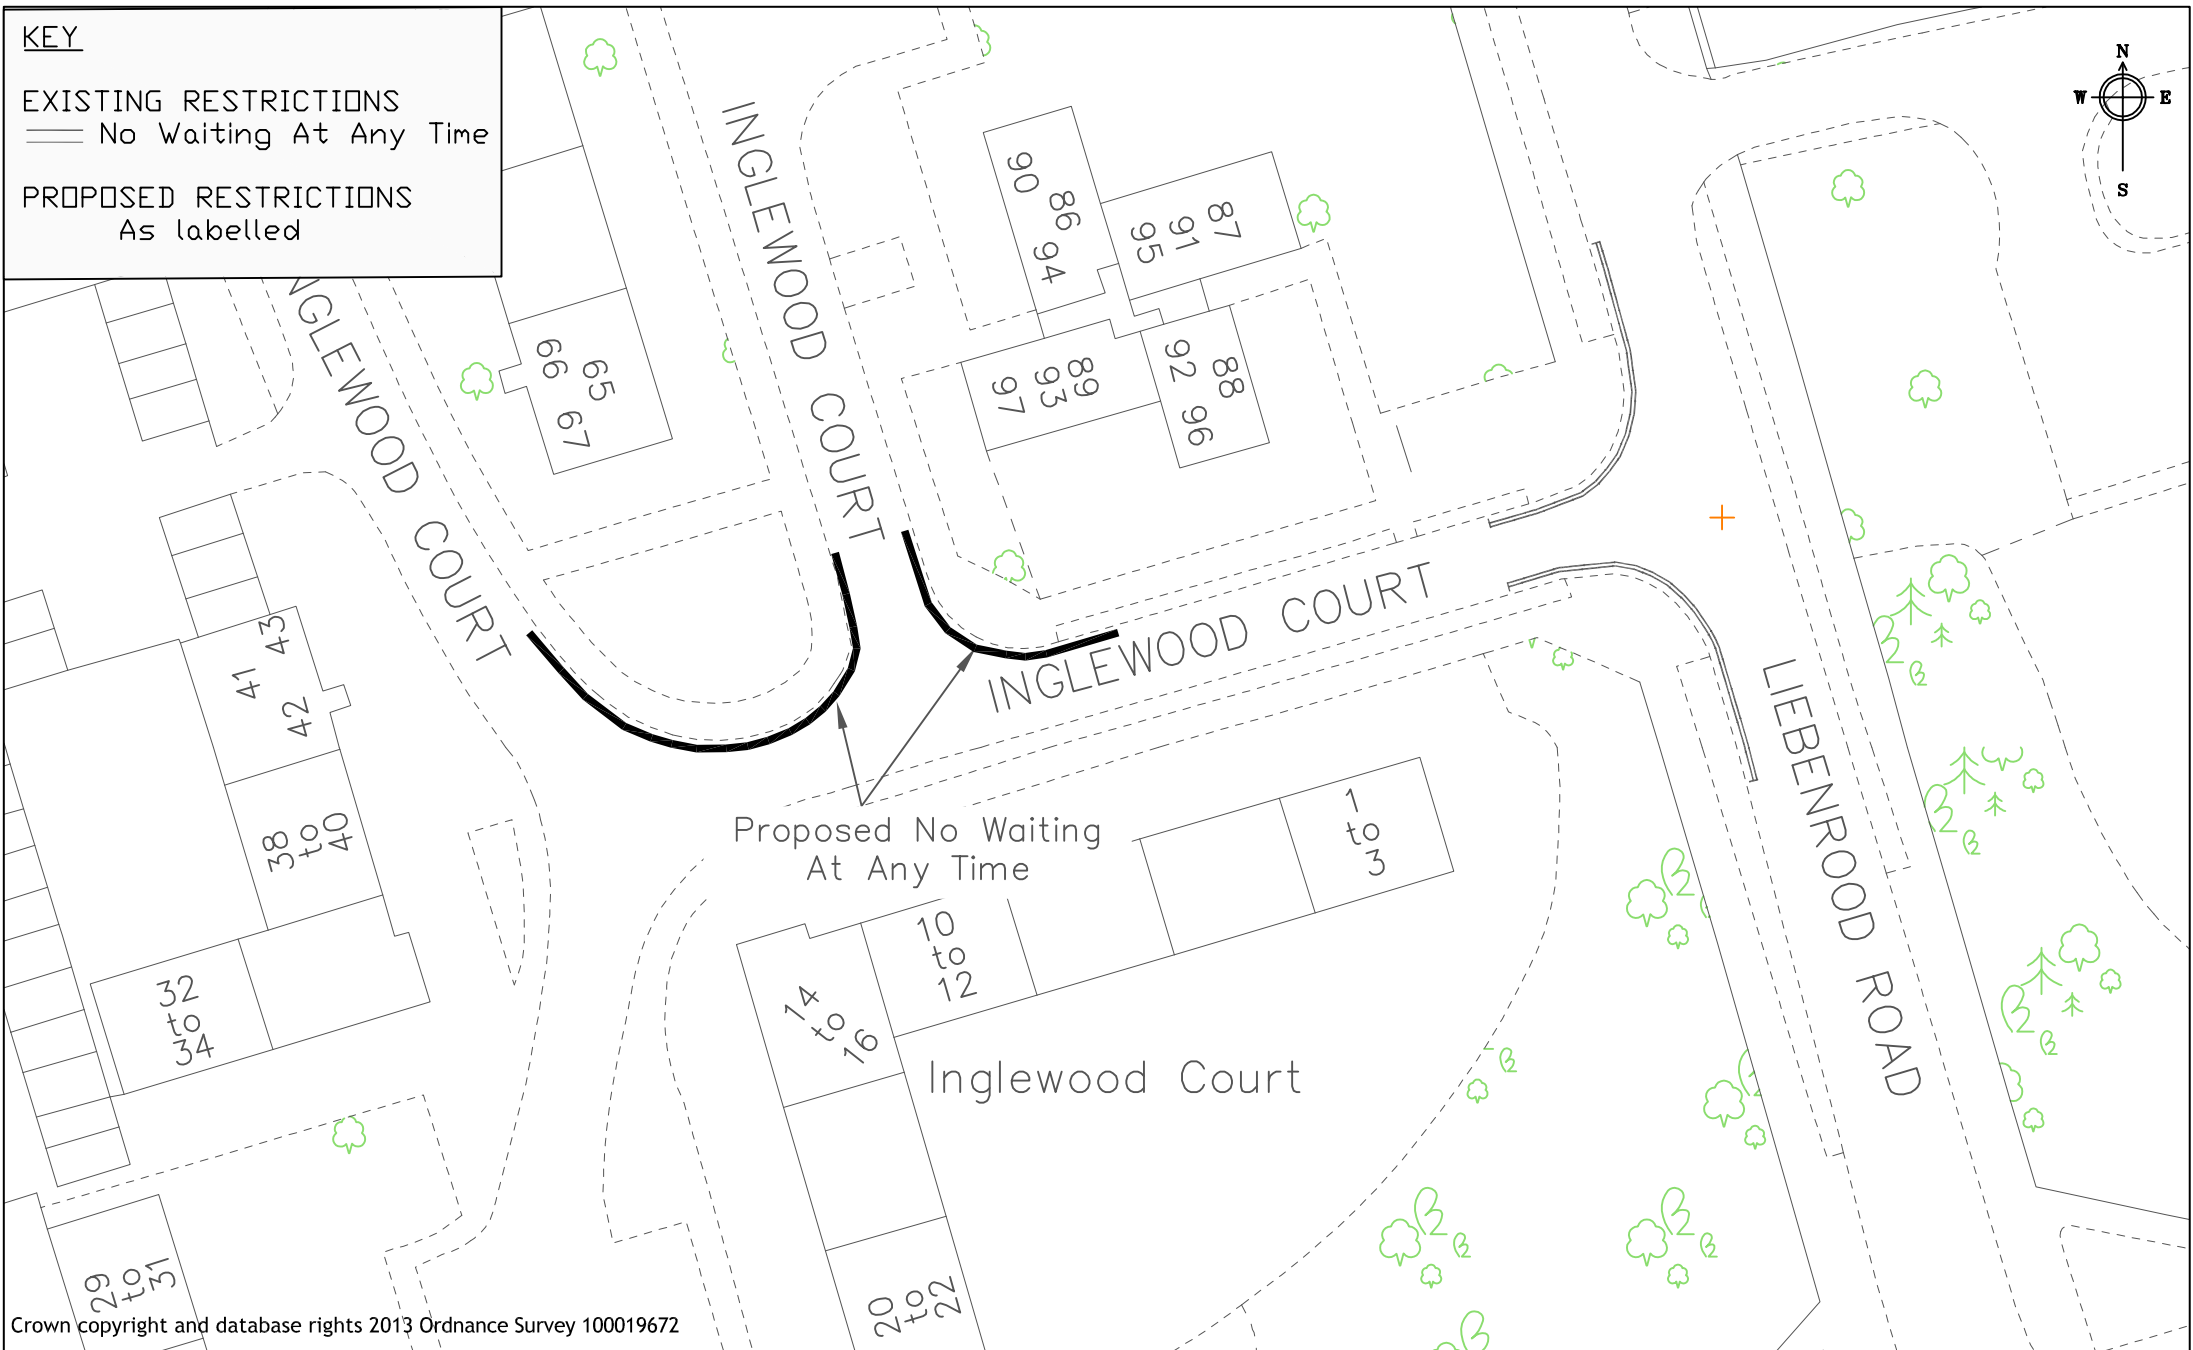 KEY
EXISTING RESTRICTIONS
No Waiting At Any Time
PROPOSED RESTRICTIONS
As labelled
N
W E
S
INGLEWOOD COURT
NGLEWOOD COURT
90
86
94
87
91
95
65
66
67
89
93
97
88
92
96
INGLEWOOD COURT
LIEBENROOD ROAD
43
41
42
38
to
40
Proposed No Waiting
At Any Time
1
to
3
10
to
12
14
to
16
32
to
34
Inglewood Court
29
to
31
20
to
22
Crown copyright and database rights 2013 Ordnance Survey 100019672